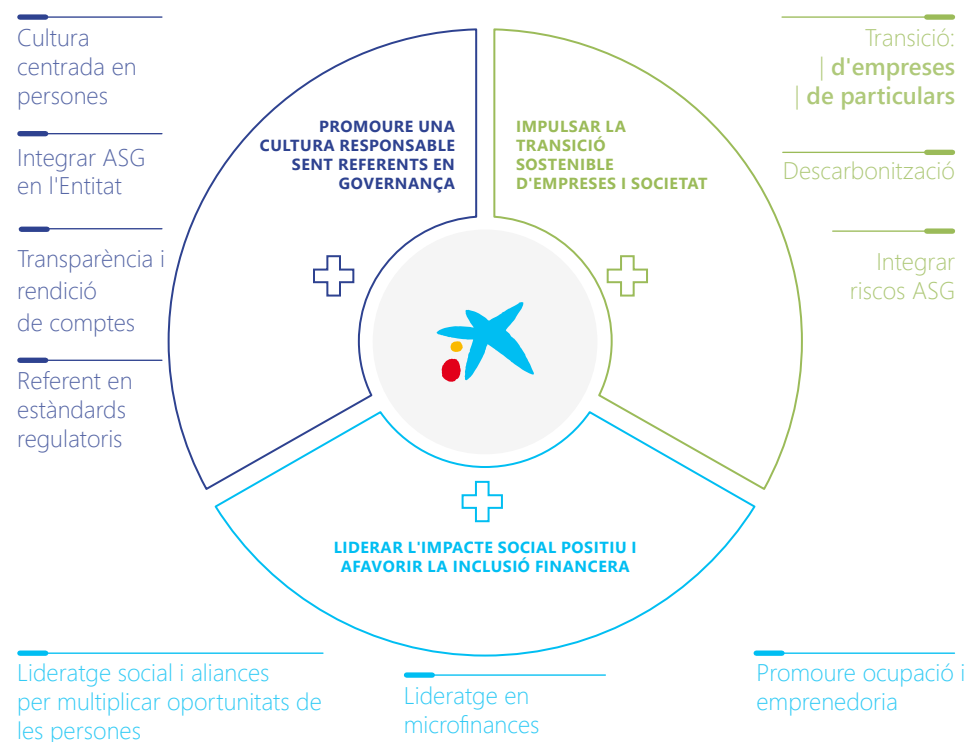 Cultura
centrada en
persones
Integrar ASG
en l'Entitat
Transparència i
rendició
de comptes
Referent en
estàndards
regulatoris
PROMOURE UNA
CULTURA RESPONSABLE
SENT REFERENTS EN
GOVERNANÇA
IMPULSAR LA
TRANSICIÓ
SOSTENIBLE
D'EMPRESES I SOCIETAT
Transició:
| d'empreses
| de particulars
Descarbonització
Integrar
riscos ASG
LIDERAR L'IMPACTE SOCIAL POSITIU I
AFAVORIR LA INCLUSIÓ FINANCERA
Lideratge social i aliances
per multiplicar oportunitats de
les persones
Lideratge en
microfinances
Promoure ocupació i
emprenedoria